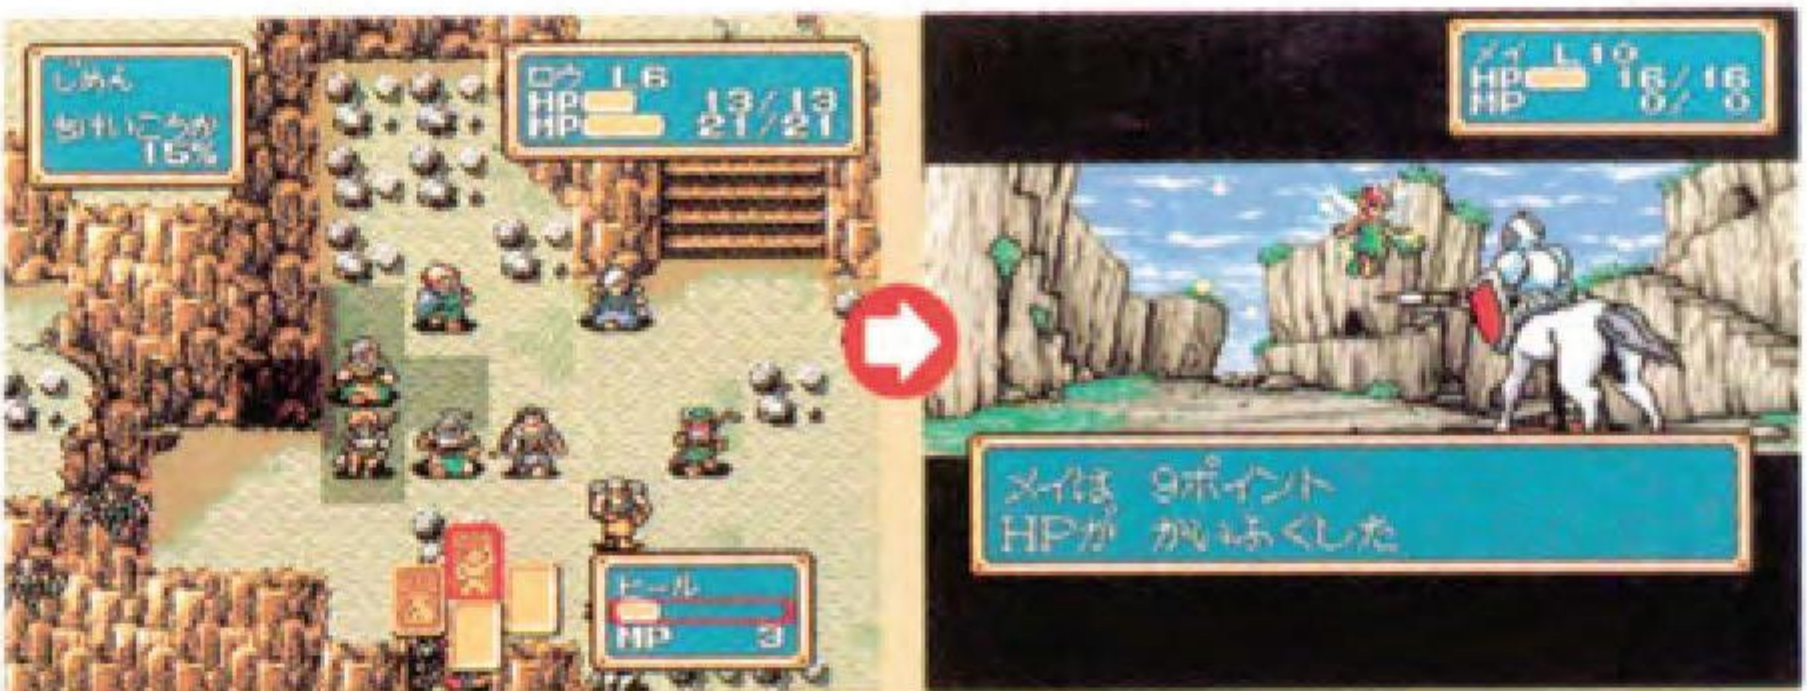 じめん
ちけいこうか
15%
ロウ L6
HP 13/13
MP 21/21
ヒール
MP 3
メイ L10
HP 16/16
MP 0/ 0
メイは 9ポイント
HPが かいふくした